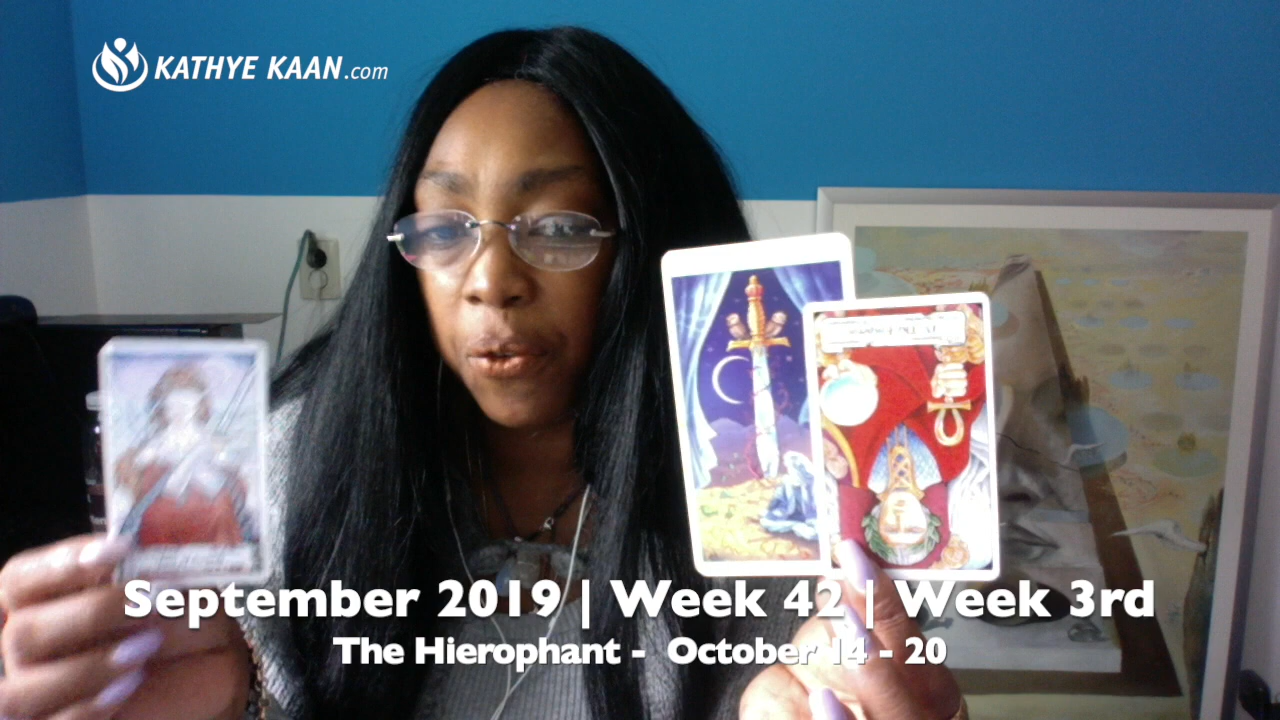 KATHYE KAAN.com
September 2019 | Week 42 | Week 3rd
The Hierophant - October 14 - 20